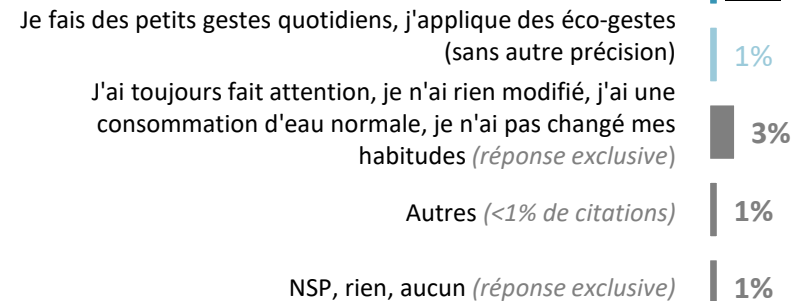 Je fais des petits gestes quotidiens, j'applique des éco-gestes
(sans autre précision)
1%
J'ai toujours fait attention, je n'ai rien modifié, j'ai une
consommation d'eau normale, je n'ai pas changé mes
habitudes (réponse exclusive)
3%
Autres (<1% de citations)
1%
NSP, rien, aucun (réponse exclusive)
1%